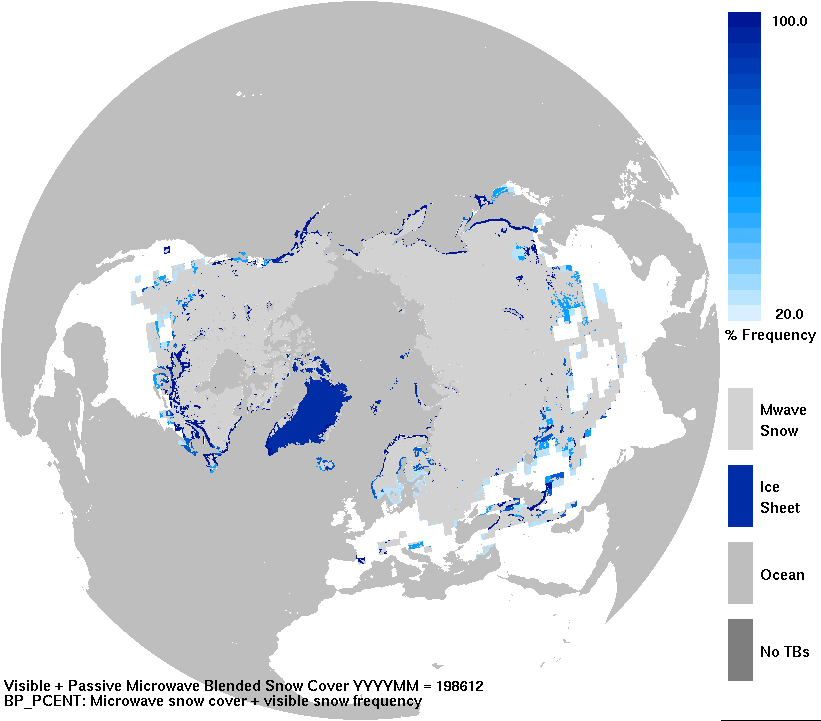 100.0
20.0
% Frequency
Mwave
Snow
Ice
Sheet
Ocean
No TBs
Visible + Passive Microwave Blended Snow Cover YYYYMM = 198612
BP_PCENT: Microwave snow cover + visible snow frequency